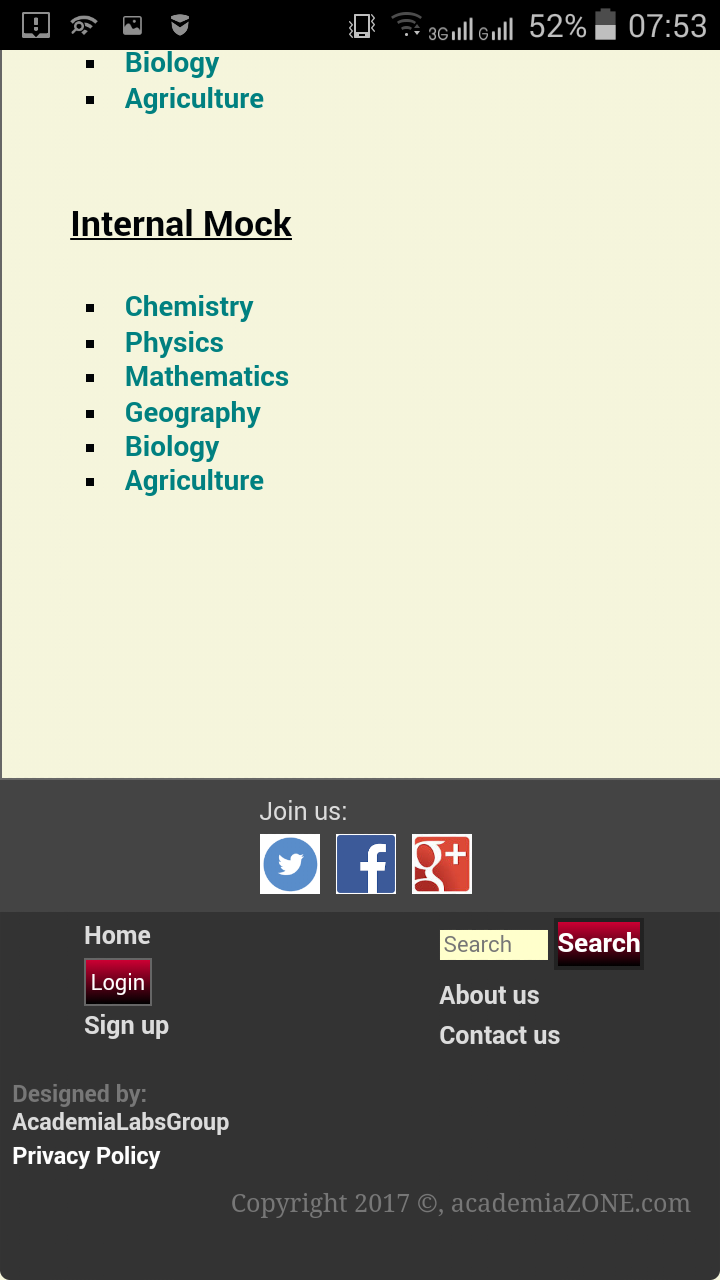 3G G 52% 07:53
Biology
Agriculture
Internal Mock
Chemistry
Physics
Mathematics
Geography
Biology
Agriculture
Join us:
f g+
Home
Login
Sign up
Search Search
About us
Contact us
Designed by:
AcademiaLabsGroup
Privacy Policy
Copyright 2017 ©, academiaZONE.com